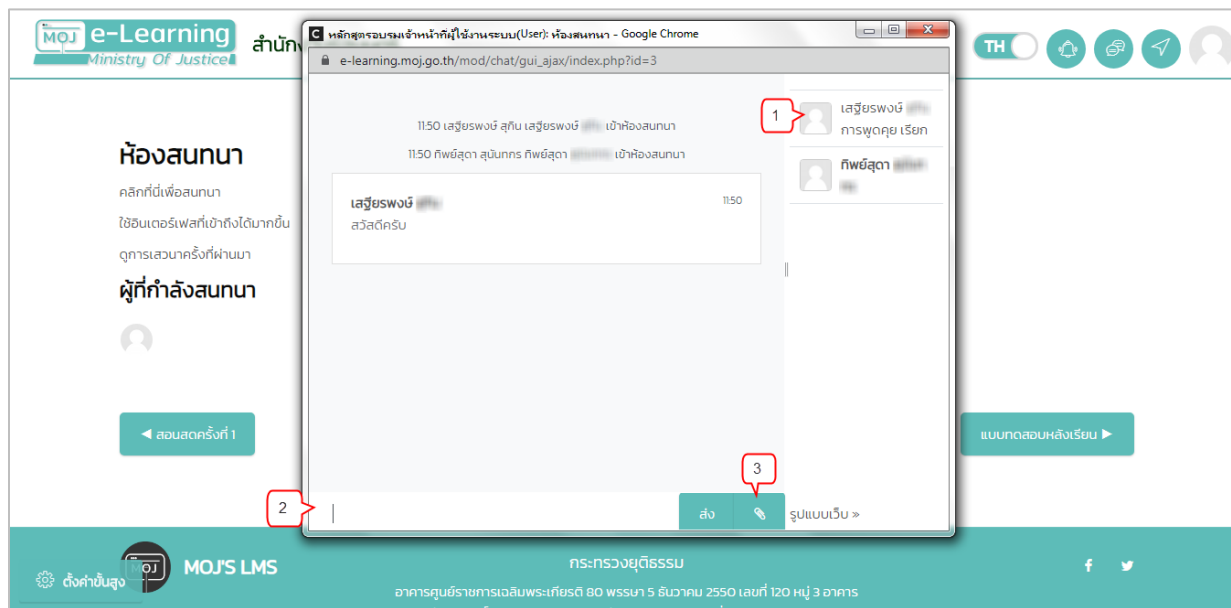 MOJ e-Learning
Ministry Of Justice
สำนัก
TH
หลักสูตรอบรมเจ้าหน้าที่ผู้ใช้งานระบบ(User): ห้องสนทนา - Google Chrome
e-learning.moj.go.th/mod/chat/gui_ajax/index.php?id=3
ห้องสนทนา
คลิกที่นี่เพื่อสนทนา
ใช้อินเตอร์เฟสที่เข้าถึงได้มากขึ้น
ดูการเสวนาครั้งที่ผ่านมา
ผู้ที่กำลังสนทนา
◀ สอนสดครั้งที่ 1
11:50 เสฐียรพงษ์ สุกิน เสฐียรพงษ์ เข้าห้องสนทนา
11:50 ทิพย์สุดา สุนันทกร ทิพย์สุดา เข้าห้องสนทนา
เสฐียรพงษ์
11:50
สวัสดีครับ
1
เสฐียรพงษ์
การพูดคุย เรียก
ทิพย์สุดา
3
2
ส่ง
รูปแบบเว็บ »
แบบทดสอบหลังเรียน ▶
ตั้งค่าขั้นสูง
MOJ
MOJ'S LMS
กระทรวงยุติธรรม
อาคารศูนย์ราชการเฉลิมพระเกียรติ 80 พรรษา 5 ธันวาคม 2550 เลขที่ 120 หมู่ 3 อาคาร